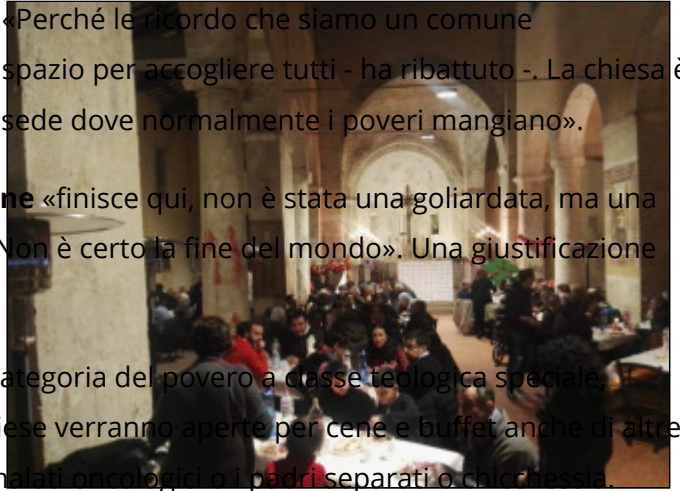 «Perché le ricordo che siamo un comune
spazio per accogliere tutti - ha ribattuto -. La chiesa è
sede dove normalmente i poveri mangiano».
ne «finisce qui, non è stata una goliardata, ma una
Non è certo la fine del mondo». Una giustificazione
ategoria del povero a classe teologica speciale,
iese verranno aperte per cene e buffet anche di altre
nalati oncologici o i padri separati o chicchessia.